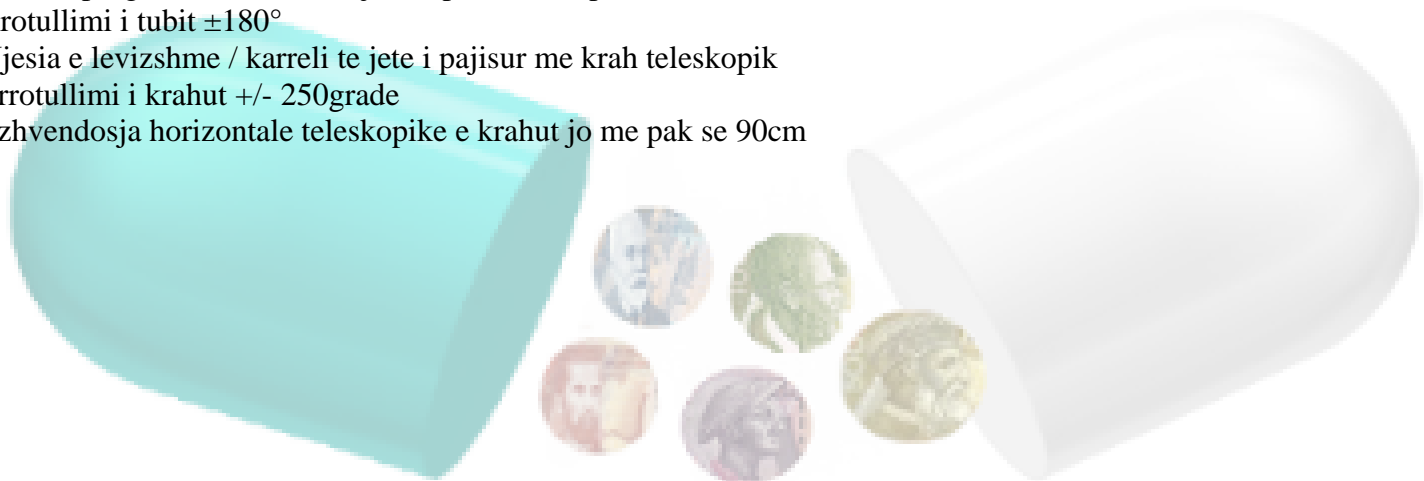 rrotullimi i tubit ±180°
jesia e levizshme / karreli te jete i pajisur me krah teleskopik
rrotullimi i krahut +/- 250grade
zhvendosja horizontale teleskopike e krahut jo me pak se 90cm